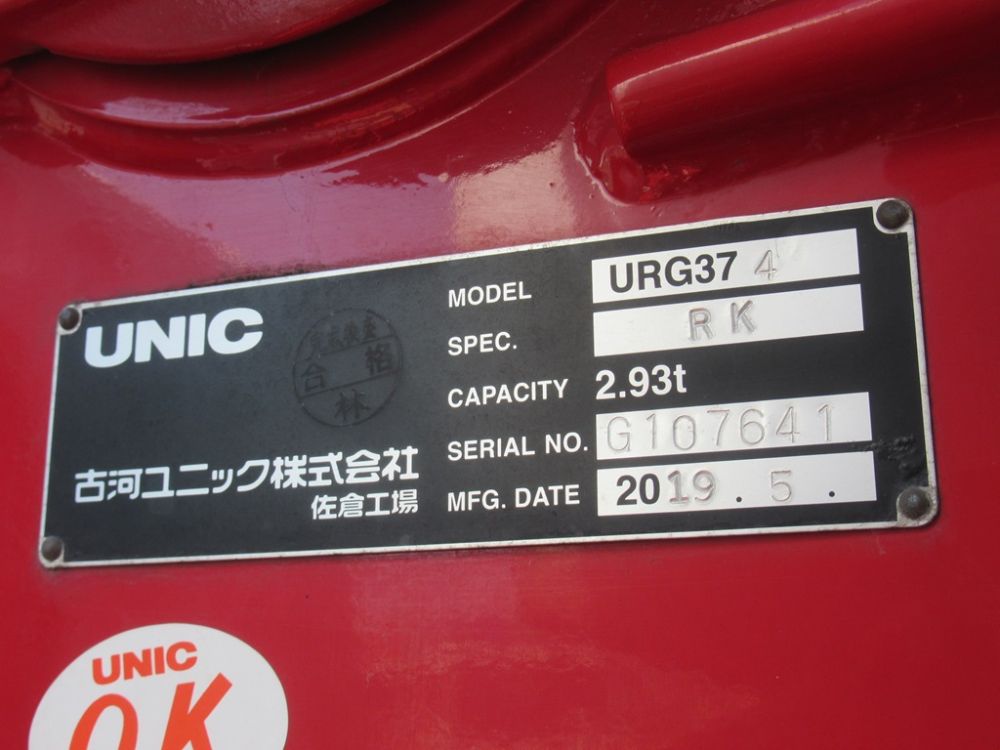 UNIC
合格
林
古河ユニック株式会社
佐倉工場
MODEL URG37 4
SPEC. RK
CAPACITY 2.93t
SERIAL NO. G107641
MFG. DATE 2019 . 5 .
UNIC
OK